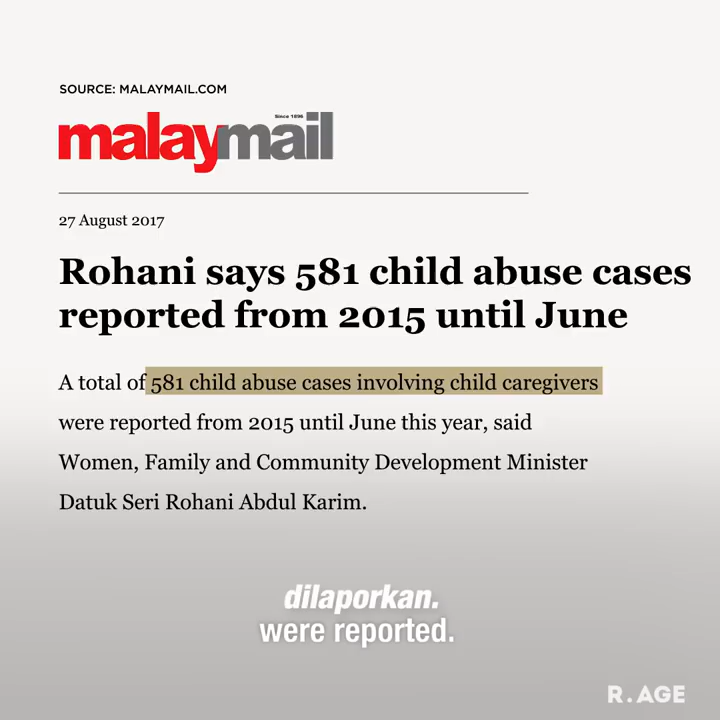 SOURCE: MALAYMAIL.COM
Since 1896
malaymail
27 August 2017
Rohani says 581 child abuse cases
reported from 2015 until June
A total of 581 child abuse cases involving child caregivers
were reported from 2015 until June this year, said
Women, Family and Community Development Minister
Datuk Seri Rohani Abdul Karim.
dilaporkan.
were reported.
R.AGE